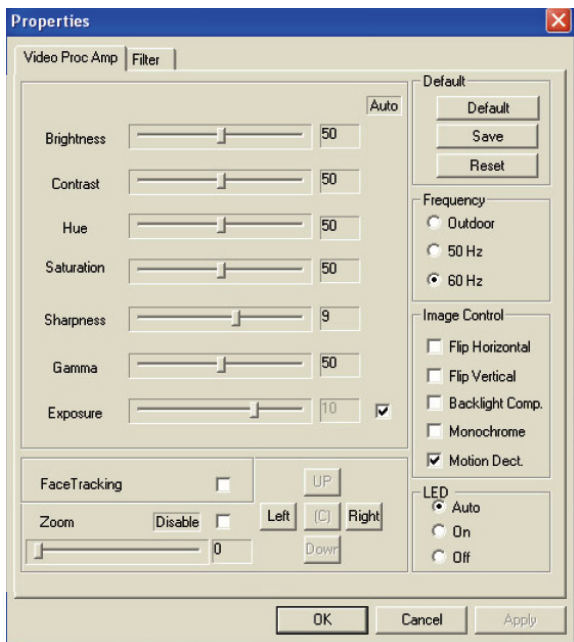 Properties
Video Proc Amp
Filter
Auto
Brightness 50
Contrast 50
Hue 50
Saturation 50
Sharpness 9
Gamma 50
Exposure 10
FaceTracking
Zoom Disable
0
UP
Left (C) Right
Down
Default
Default
Save
Reset
Frequency
Outdoor
50 Hz
60 Hz
Image Control
Flip Horizontal
Flip Vertical
Backlight Comp.
Monochrome
Motion Dect.
LED
Auto
On
Off
OK Cancel Apply